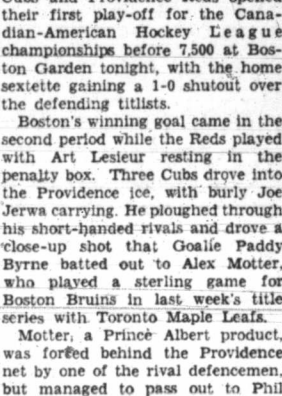 Cubs and Providence Reds opened
their first play-off for the Cana-
dian-American Hockey League
championships before 7,500 at Bos-
ton Garden tonight, with the home
sextette gaining a 1-0 shutout over
the defending titlists.
Boston's winning goal came in the
second period while the Reds played
with Art Lesieur resting in the
penalty box. Three Cubs drove into
the Providence ice, with burly Joe
Jerwa carrying. He ploughed through
his short-handed rivals and drove a
close-up shot that Goalie Paddy
Byrne batted out to Alex Motter,
who played a sterling game for
Boston Bruins in last week's title
series with Toronto Maple Leafs.
Motter, a Prince Albert product,
was forced behind the Providence
net by one of the rival defencemen,
but managed to pass out to Phil